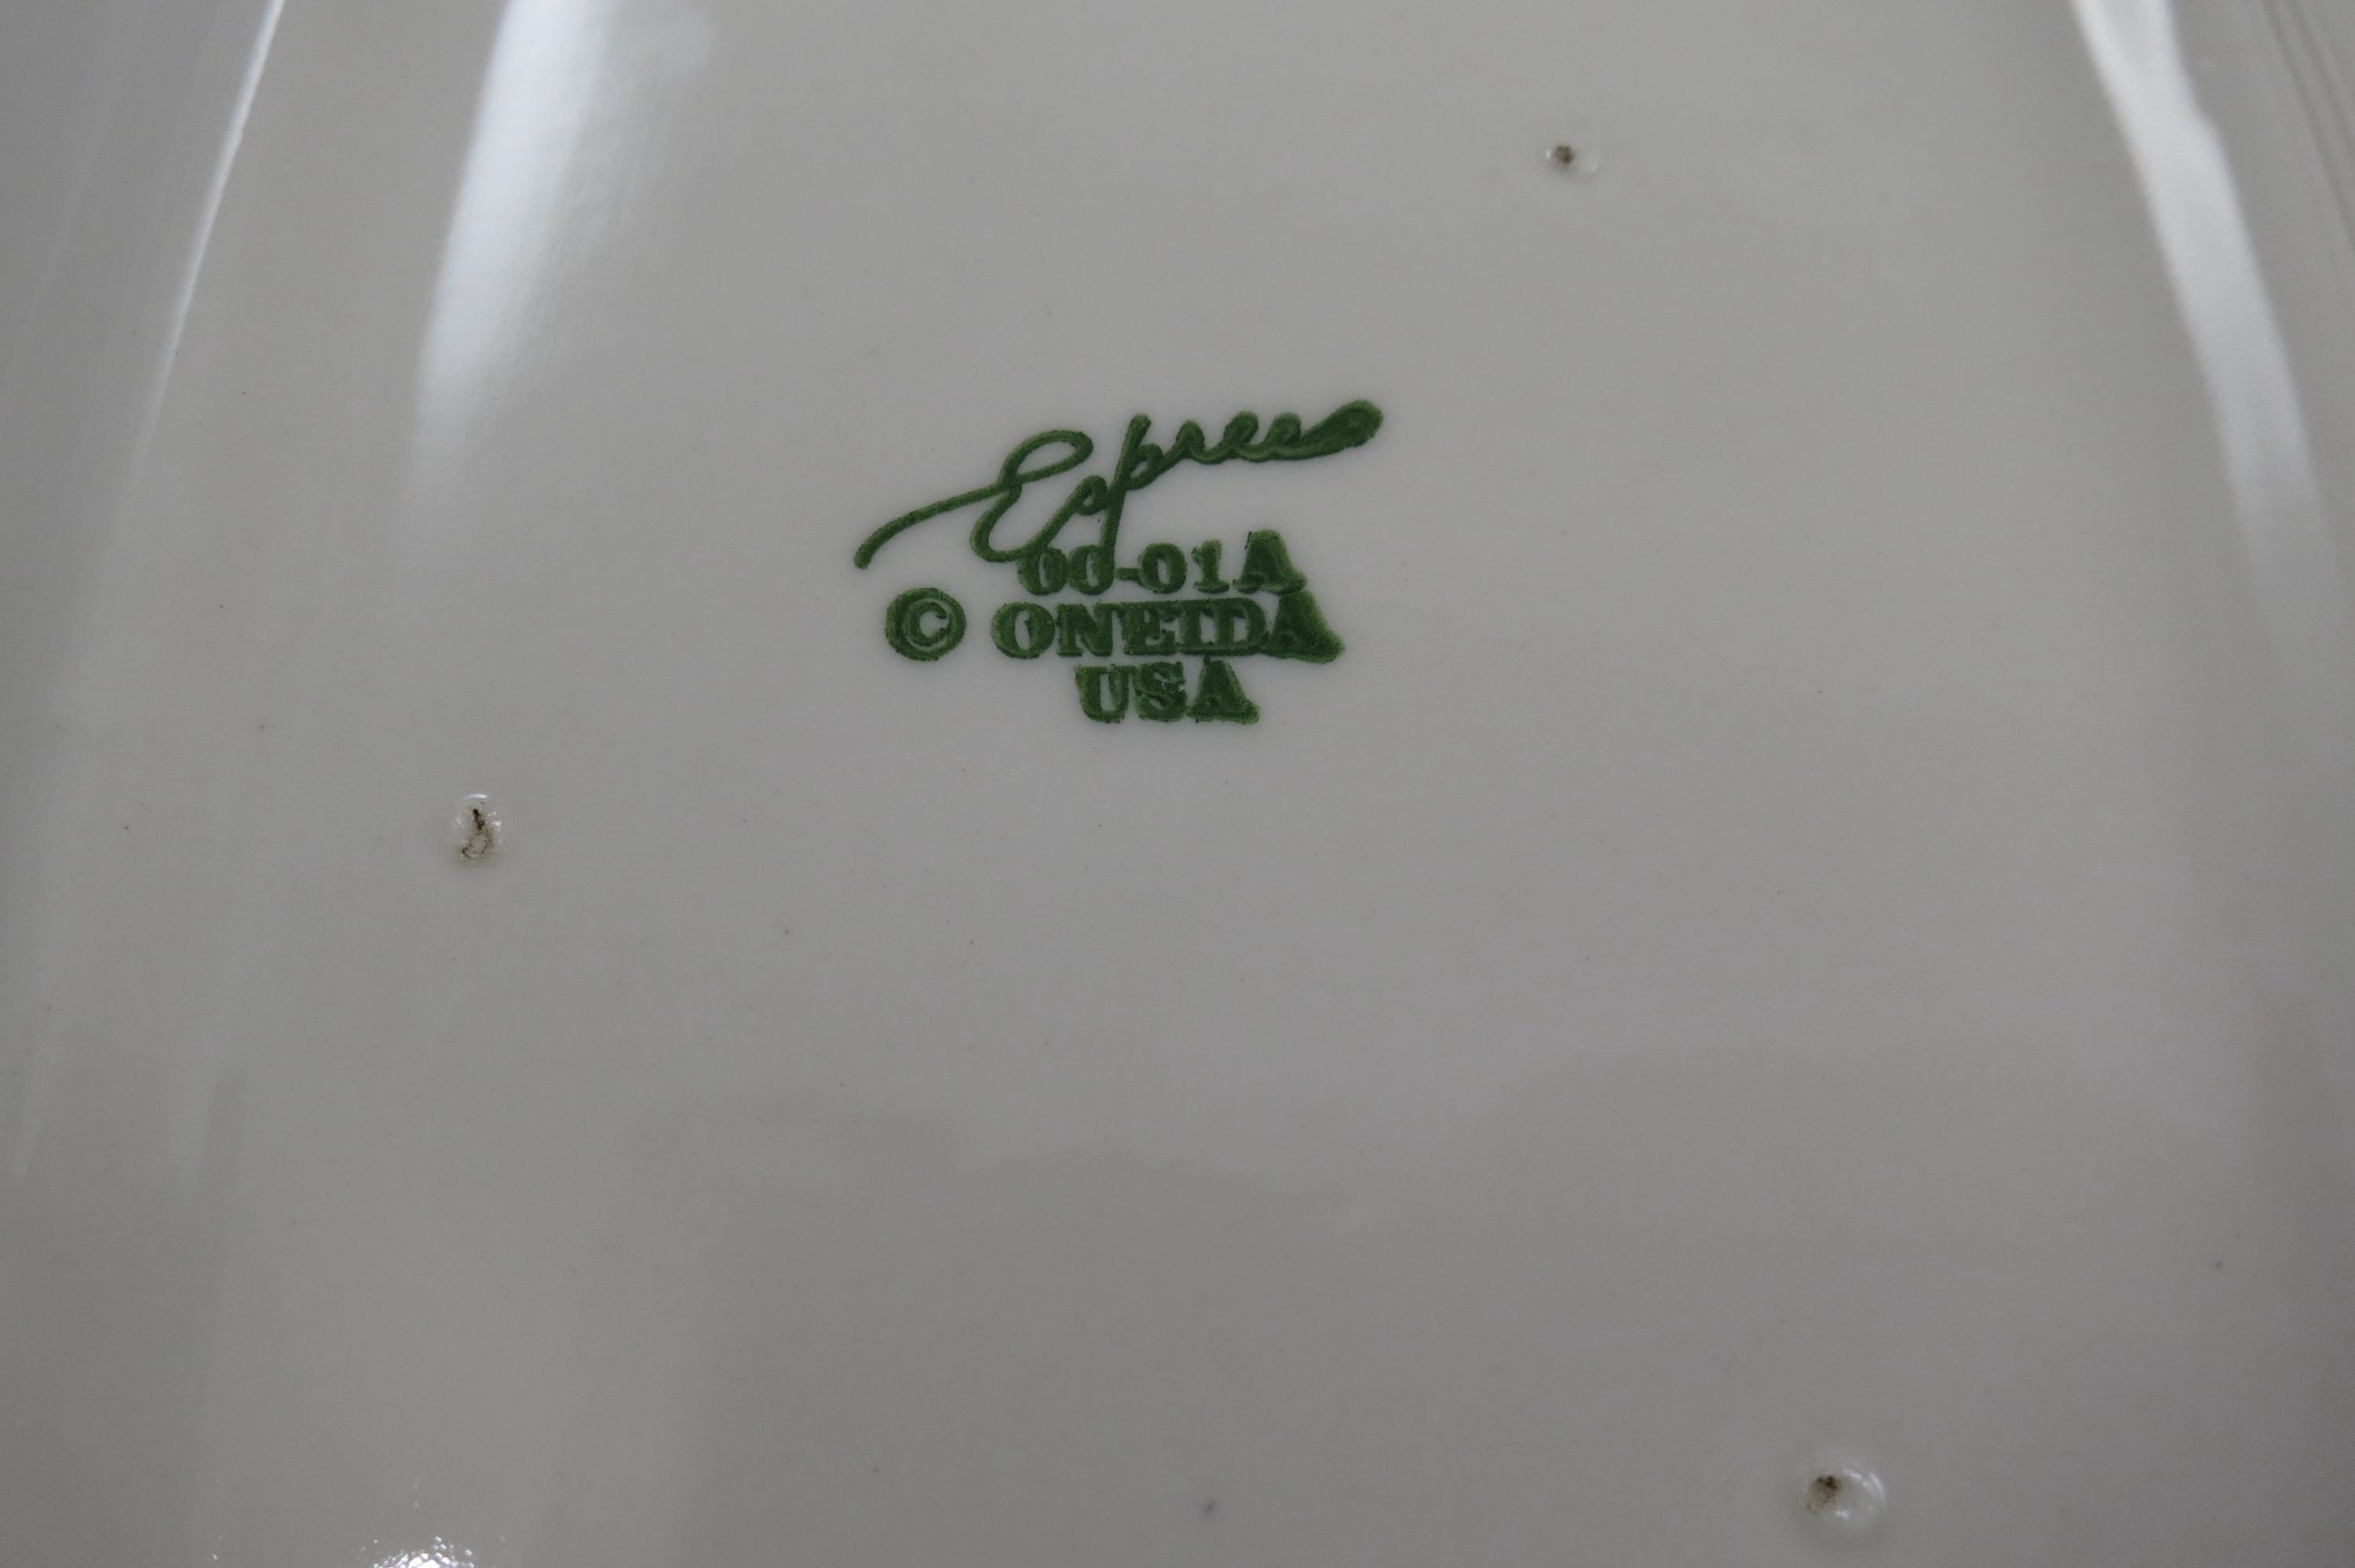 Espree
00-01A
© ONEIDA
USA